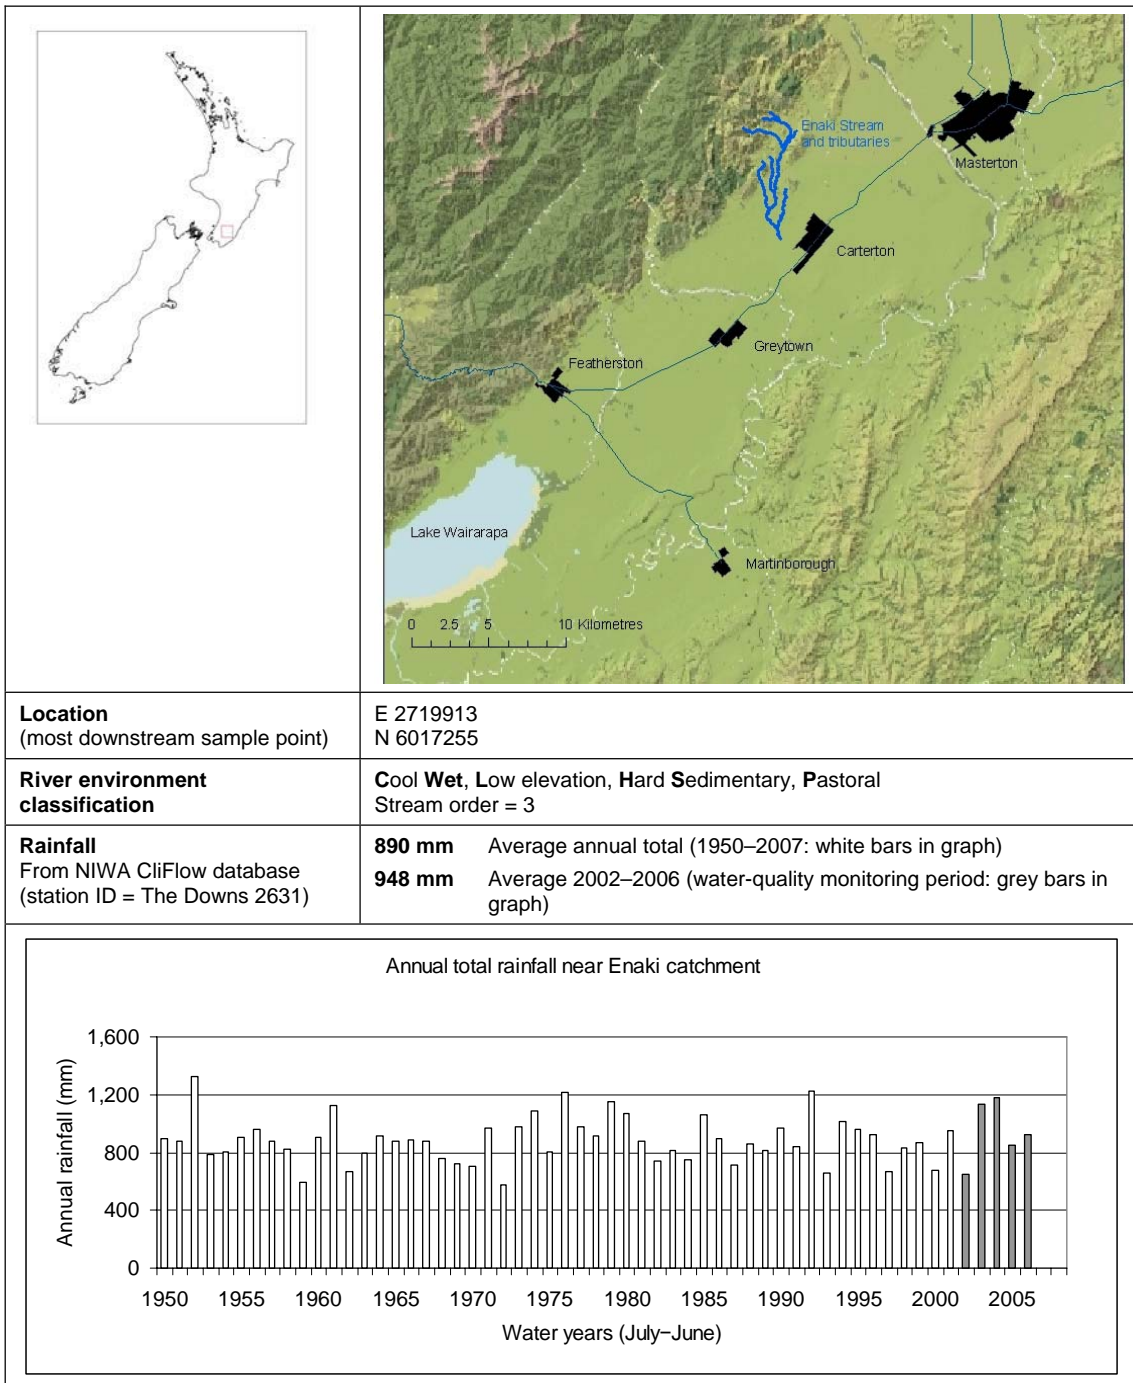 Enaki Stream
and tributaries
Masterton
Carterton
Greytown
Featherston
Lake Wairarapa
Martinborough
0 2.5 5 10 Kilometres
Location
(most downstream sample point)
E 2719913
N 6017255
River environment
classification
Cool Wet, Low elevation, Hard Sedimentary, Pastoral
Stream order = 3
Rainfall
From NIWA CliFlow database
(station ID = The Downs 2631)
890 mm Average annual total (1950–2007: white bars in graph)
948 mm Average 2002–2006 (water-quality monitoring period: grey bars in
graph)
Annual total rainfall near Enaki catchment
Annual rainfall (mm)
1,600
1,200
800
400
0
1950 1955 1960 1965 1970 1975 1980 1985 1990 1995 2000 2005
Water years (July–June)